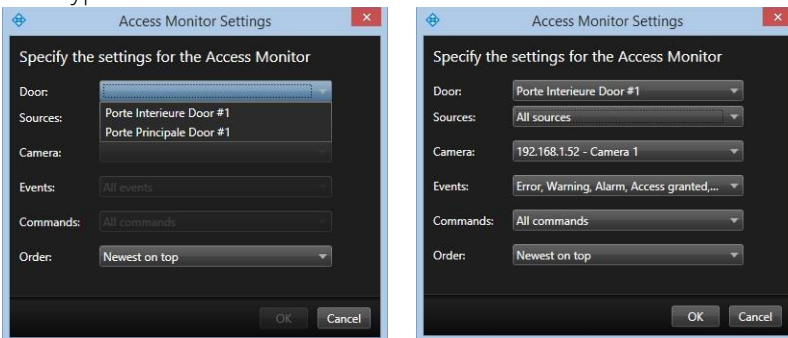 Access Monitor Settings
Specify the settings for the Access Monitor
Door:
Sources:
Porte Interieure Door #1
Porte Principale Door #1
Camera:
Events: All events
Commands: All commands
Order: Newest on top
OK Cancel
Access Monitor Settings
Specify the settings for the Access Monitor
Door: Porte Interieure Door #1
Sources: All sources
Camera: 192.168.1.52 - Camera 1
Events: Error, Warning, Alarm, Access granted,...
Commands: All commands
Order: Newest on top
OK Cancel